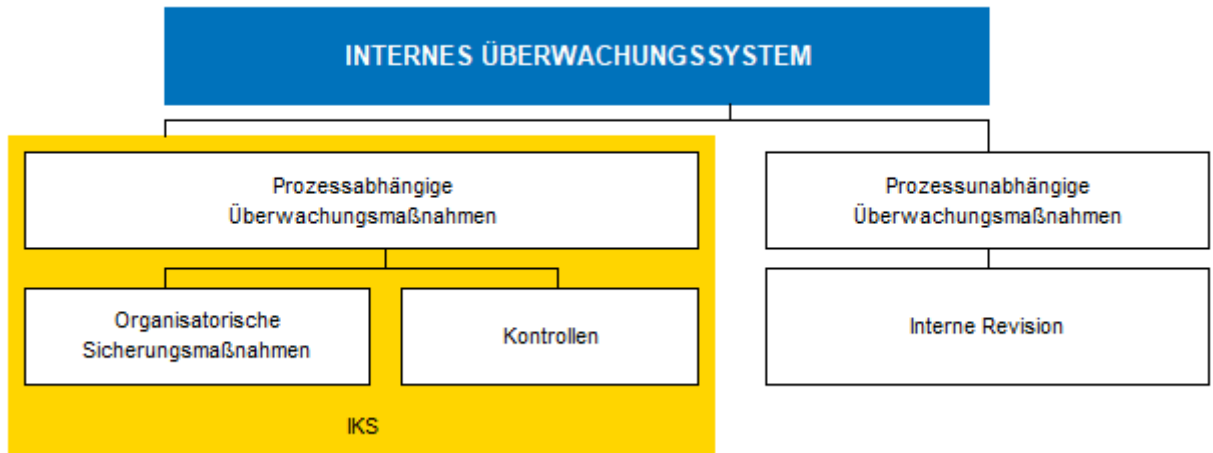 INTERNES ÜBERWACHUNGSSYSTEM
Prozessabhängige
Überwachungsmaßnahmen
Prozessunabhängige
Überwachungsmaßnahmen
Organisatorische
Sicherungsmaßnahmen
Kontrollen
Interne Revision
IKS